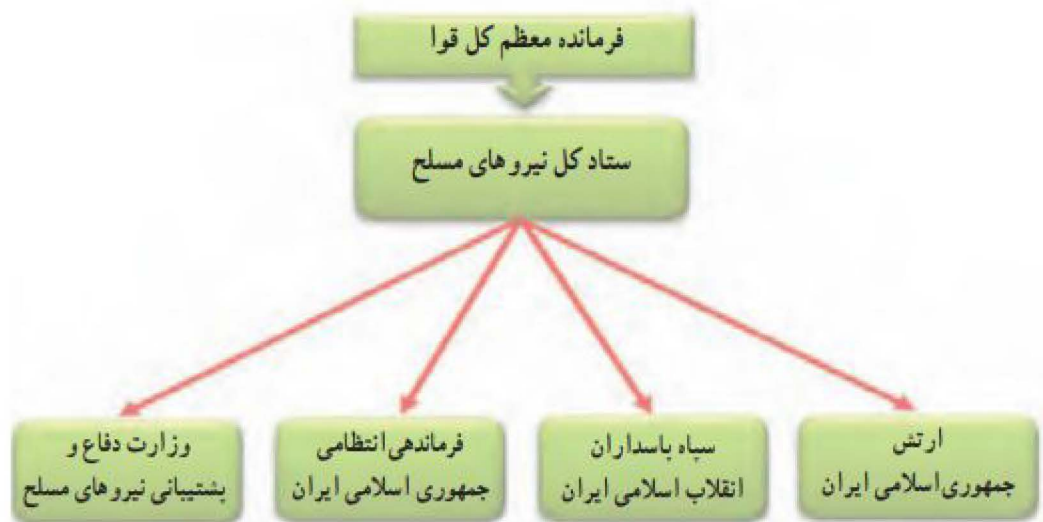 فرمانده معظم کل قوا
ستاد کل نیروهای مسلح
ارتش
جمهوری اسلامی ایران
سپاه پاسداران
انقلاب اسلامی ایران
فرماندهی انتظامی
جمهوری اسلامی ایران
وزارت دفاع و
پشتیبانی نیروهای مسلح